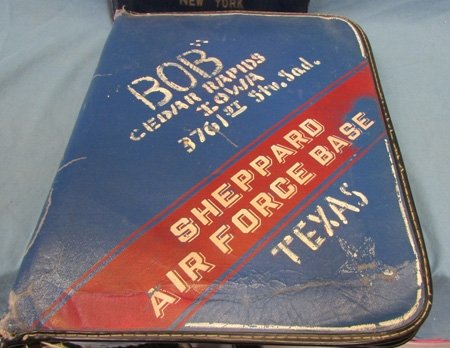 NEW YORK
"BOB"
CEDAR RAPIDS
IOWA
3761ST Stu. Sqd.
SHEPPARD
AIR FORCE BASE
TEXAS